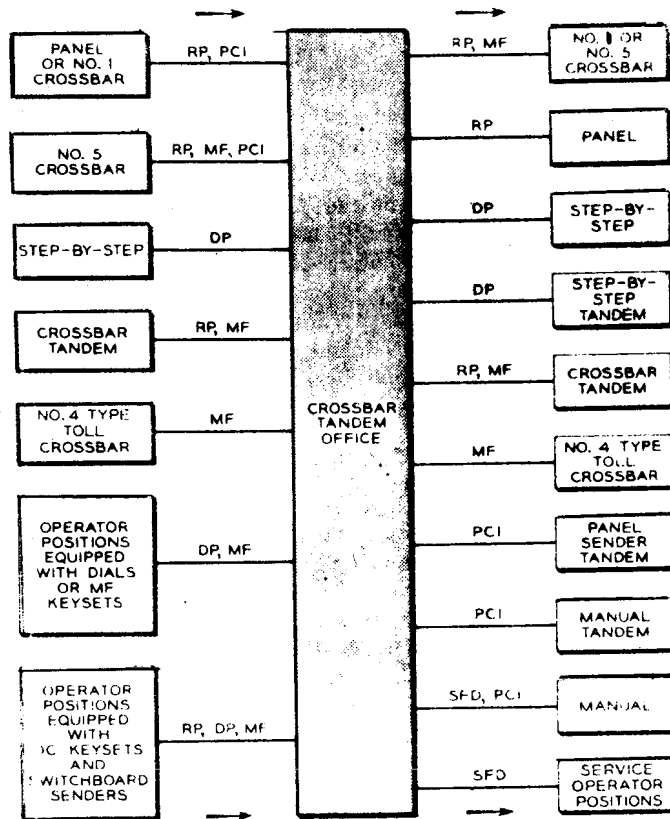 PANEL
OR NO. 1
CROSSBAR
RP, PCI
NO. 5
CROSSBAR
RP, MF, PCI
STEP-BY-STEP
DP
CROSSBAR
TANDEM
RP, MF
NO. 4 TYPE
TOLL
CROSSBAR
MF
OPERATOR
POSITIONS
EQUIPPED
WITH DIALS
OR MF
KEYSETS
DP, MF
OPERATOR
POSITIONS
EQUIPPED
WITH
DC KEYSETS
AND
SWITCHBOARD
SENDERS
RP, DP, MF
CROSSBAR
TANDEM
OFFICE
RP, MF
NO. 1 OR
NO. 5
CROSSBAR
RP
PANEL
DP
STEP-BY-
STEP
DP
STEP-BY-
STEP
TANDEM
RP, MF
CROSSBAR
TANDEM
MF
NO. 4 TYPE
TOLL
CROSSBAR
PCI
PANEL
SENDER
TANDEM
PCI
MANUAL
TANDEM
SFD, PCI
MANUAL
SFD
SERVICE
OPERATOR
POSITIONS